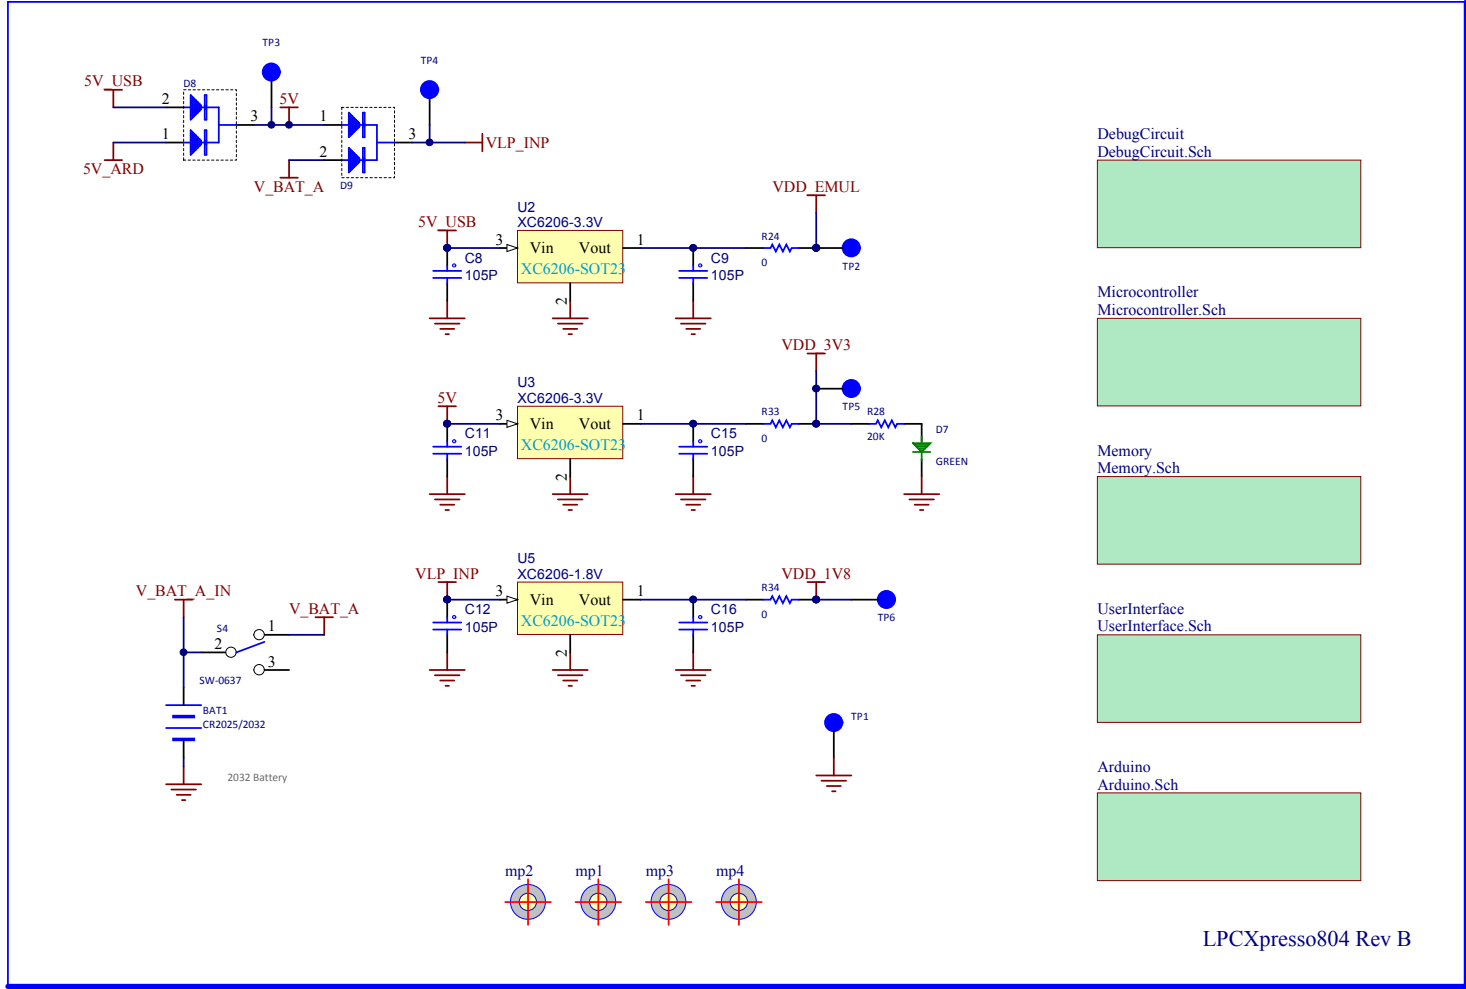 TP3
TP4
5V_USB
D8
2
3
5V
1
1
3
VLP_INP
5V_ARD
2
V_BAT_A
D9
DebugCircuit
DebugCircuit.Sch
VDD_EMUL
U2
XC6206-3.3V
5V_USB
3
Vin
Vout
1
R24
0
TP2
C8
105P
XC6206-SOT23
C9
105P
2
Microcontroller
Microcontroller.Sch
VDD_3V3
U3
XC6206-3.3V
5V
3
Vin
Vout
1
R33
0
TP5
R28
20K
D7
GREEN
C11
105P
XC6206-SOT23
C15
105P
2
Memory
Memory.Sch
U5
XC6206-1.8V
VLP_INP
3
Vin
Vout
1
R34
0
VDD_1V8
TP6
C12
105P
XC6206-SOT23
C16
105P
2
V_BAT_A_IN
V_BAT_A
S4
1
2
3
SW-0637
BAT1
CR2025/2032
2032 Battery
UserInterface
UserInterface.Sch
TP1
Arduino
Arduino.Sch
mp2 mp1 mp3 mp4
LPCXpresso804 Rev B